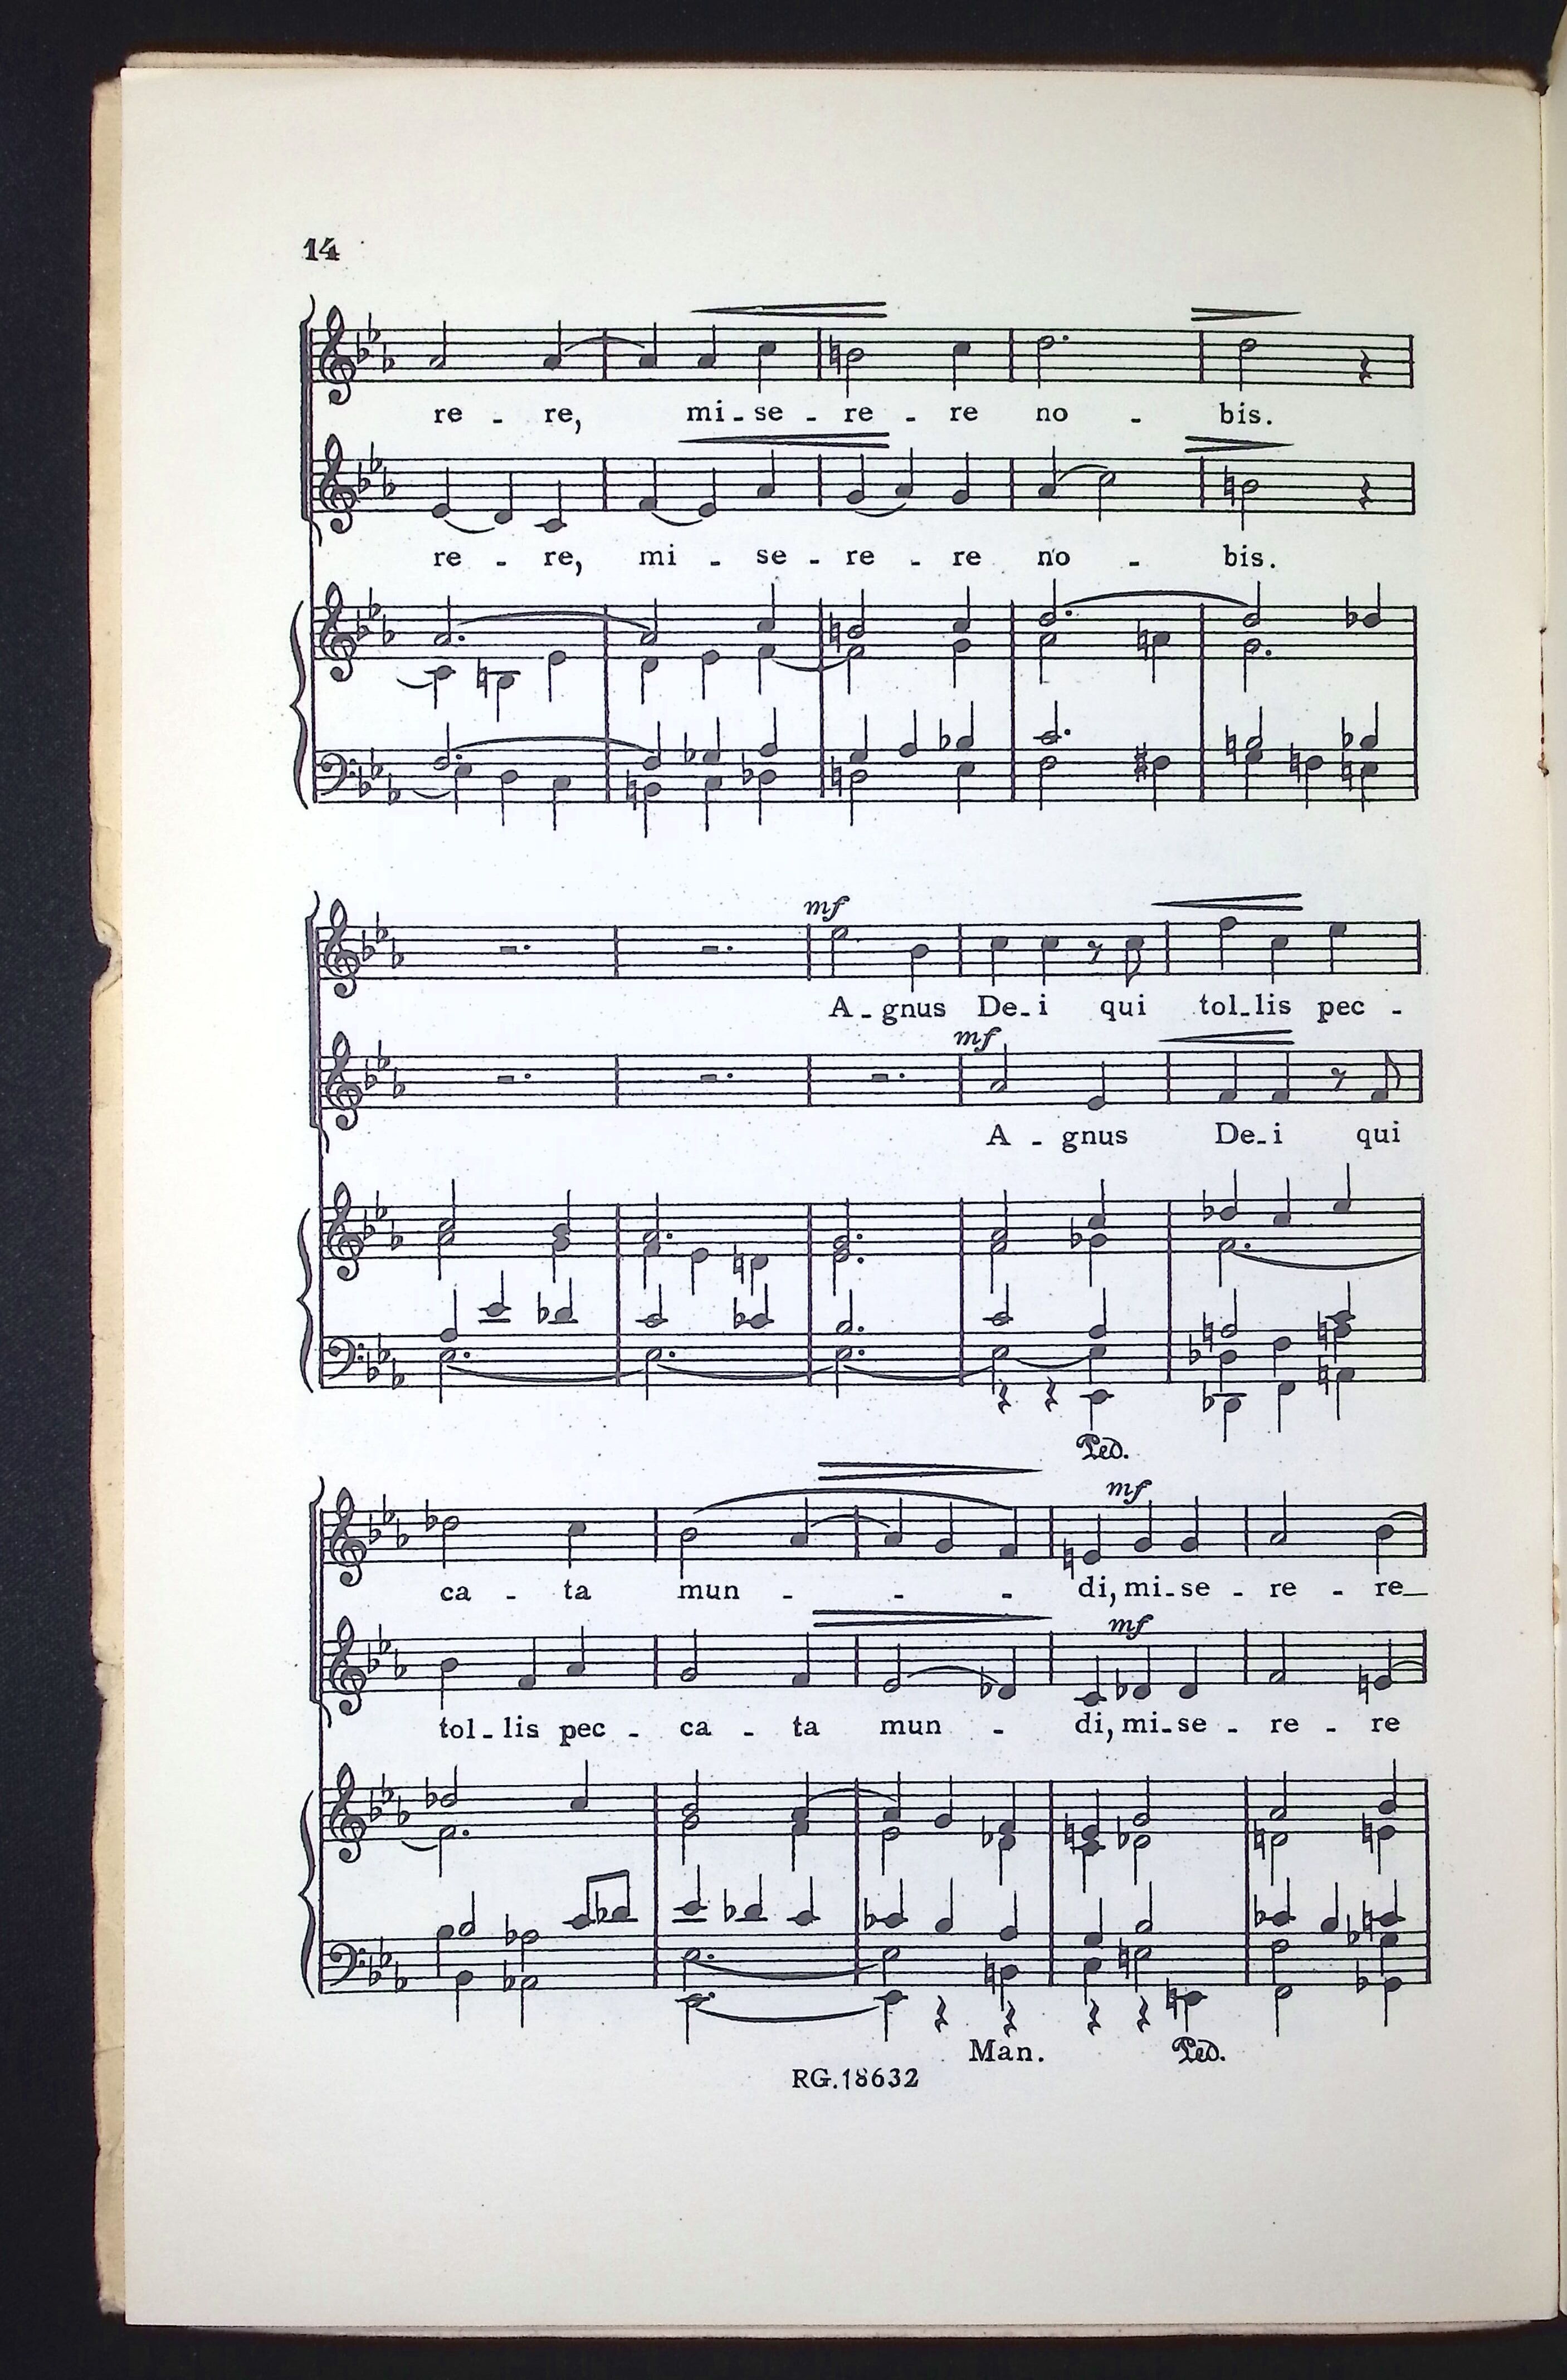 14
re - re, mi - se - re - re no - bis.
re - re, mi - se - re - re no - bis.
mf
A - gnus De - i qui tol - lis pec -
mf
A - gnus De - i qui
Ped.
mf
ca - ta mun - - - di, mi - se - re - re
mf
tol - lis pec - ca - ta mun - di, mi - se - re - re
Man. Ped.
RG.18632